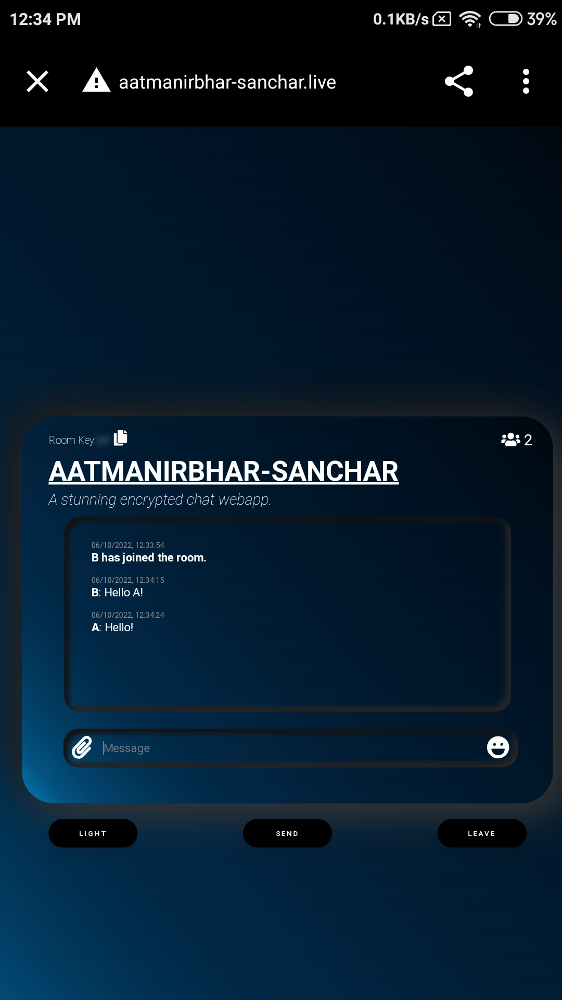 12:34 PM 0.1KB/s 39%
aatmanirbhar-sanchar.live
Room Key: 2
AATMANIRBHAR-SANCHAR
A stunning encrypted chat webapp.
06/10/2022, 12:33:54
B has joined the room.
06/10/2022, 12:34:15
B: Hello A!
06/10/2022, 12:34:24
A: Hello!
Message
LIGHT SEND LEAVE